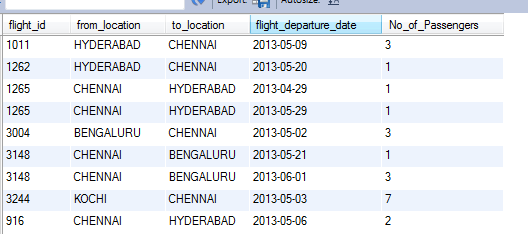 Export: Autosize:
flight_id from_location to_location flight_departure_date No_of_Passengers
1011 HYDERABAD CHENNAI 2013-05-09 3
1262 HYDERABAD CHENNAI 2013-05-20 1
1265 CHENNAI HYDERABAD 2013-04-29 1
1265 CHENNAI HYDERABAD 2013-05-29 1
3004 BENGALURU CHENNAI 2013-05-02 3
3148 CHENNAI BENGALURU 2013-05-21 1
3148 CHENNAI BENGALURU 2013-06-01 3
3244 KOCHI CHENNAI 2013-05-03 7
916 CHENNAI HYDERABAD 2013-05-06 2